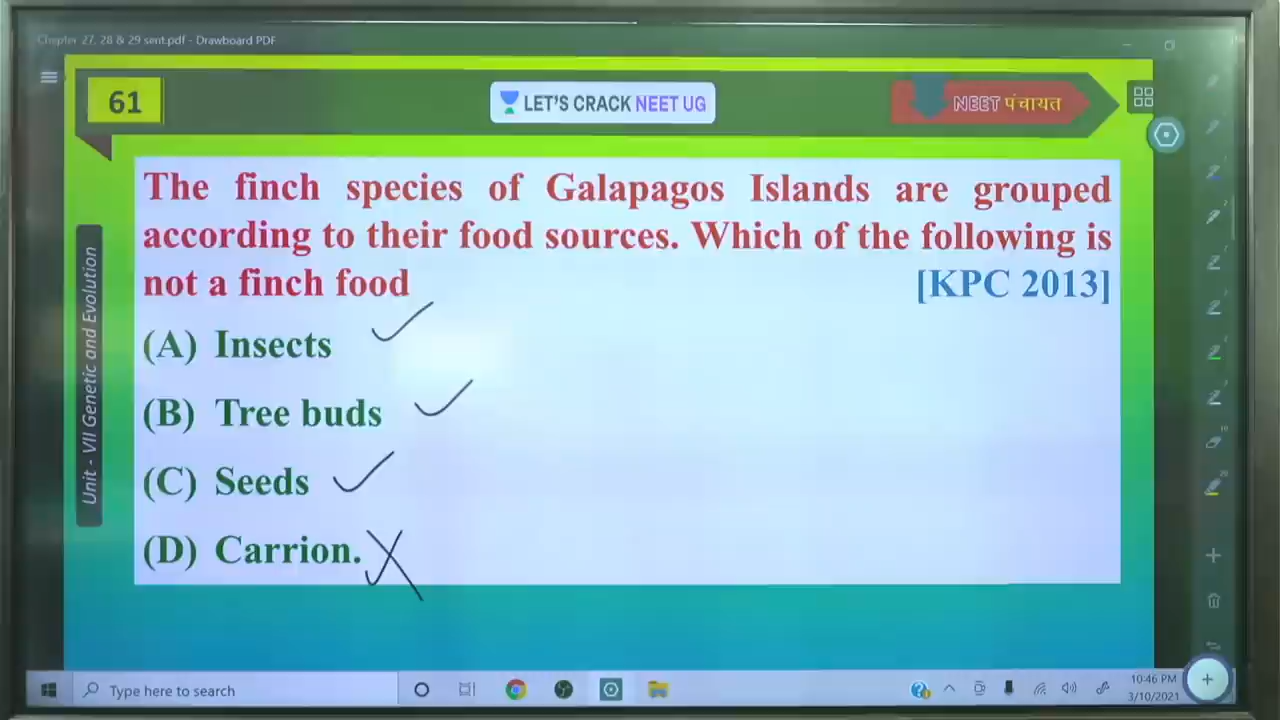 Chapter 27, 28 & 29 sent.pdf - Drawboard PDF
61
LET'S CRACK NEET UG
NEET पंचायत
The finch species of Galapagos Islands are grouped
according to their food sources. Which of the following is
not a finch food [KPC 2013]
(A) Insects
(B) Tree buds
(C) Seeds
(D) Carrion.
Unit - VII Genetic and Evolution
Type here to search
10:46 PM
3/10/2021